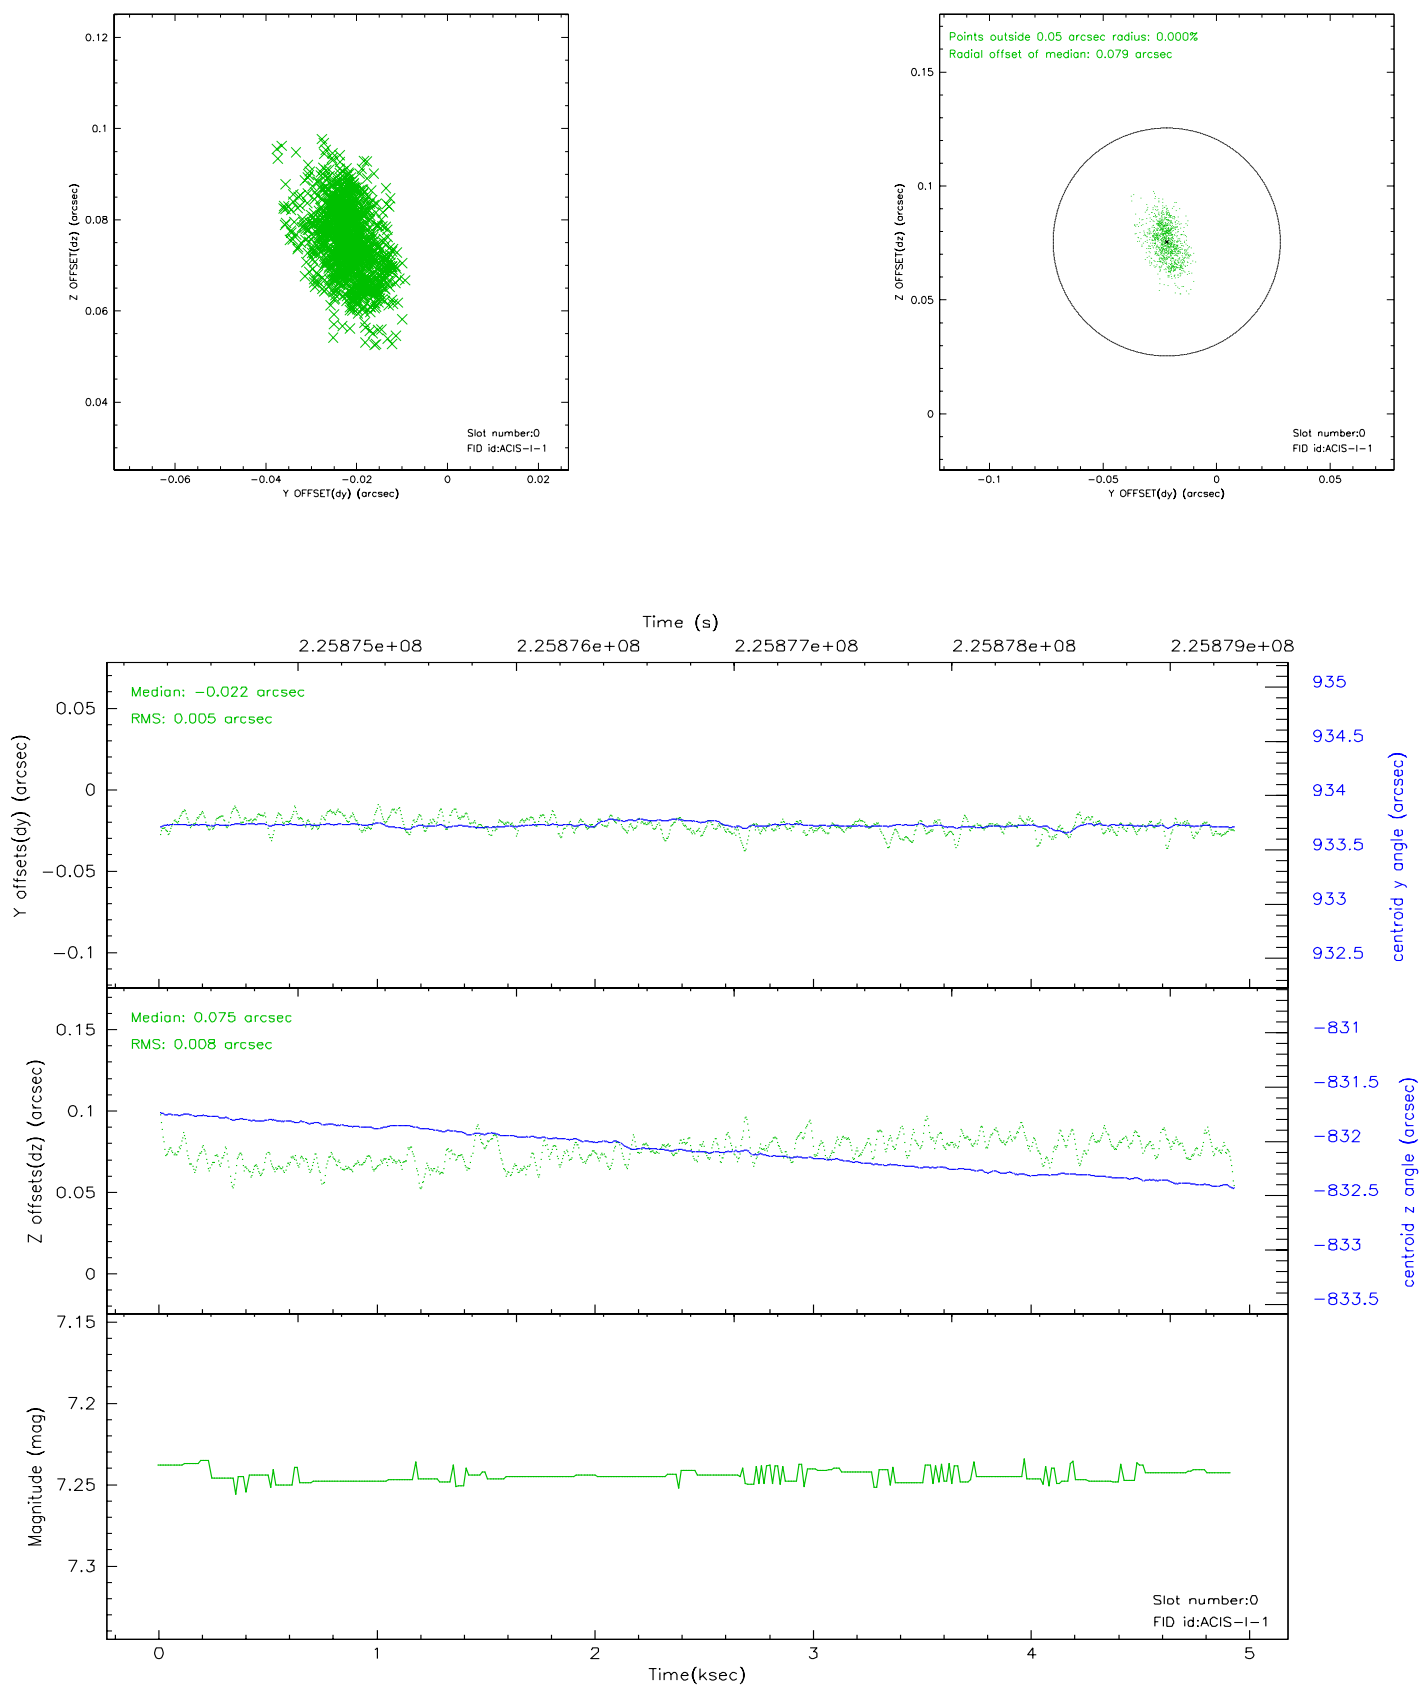 0.12
0.1
0.08
0.06
0.04
Z OFFSET(dz) (arcsec)
Slot number:0
FID id:ACIS-I-1
-0.06
-0.04
-0.02
0
0.02
Y OFFSET(dy) (arcsec)
Points outside 0.05 arcsec radius: 0.000%
Radial offset of median: 0.079 arcsec
0.15
0.1
0.05
0
Z OFFSET(dz) (arcsec)
Slot number:0
FID id:ACIS-I-1
-0.1
-0.05
0
0.05
Y OFFSET(dy) (arcsec)
Time (s)
2.25875e+08
2.25876e+08
2.25877e+08
2.25878e+08
2.25879e+08
Median: -0.022 arcsec
RMS: 0.005 arcsec
0.05
0
-0.05
-0.1
Y offsets(dy) (arcsec)
935
934.5
934
933.5
933
932.5
centroid y angle (arcsec)
Median: 0.075 arcsec
RMS: 0.008 arcsec
0.15
0.1
0.05
0
Z offsets(dz) (arcsec)
-831
-831.5
-832
-832.5
-833
-833.5
centroid z angle (arcsec)
7.15
7.2
7.25
7.3
Magnitude (mag)
Slot number:0
FID id:ACIS-I-1
0
1
2
3
4
5
Time(ksec)